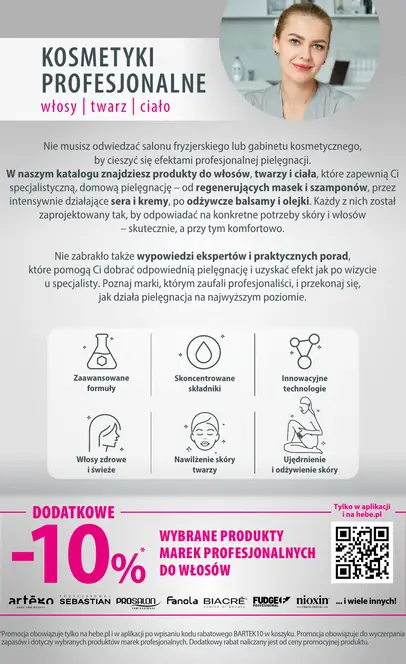 KOSMETYKI
PROFESJONALNE
włosy | twarz | ciało
Nie musisz odwiedzać salonu fryzjerskiego lub gabinetu kosmetycznego,
by cieszyć się efektami profesjonalnej pielęgnacji.
W naszym katalogu znajdziesz produkty do włosów, twarzy i ciała, które zapewnią Ci
specjalistyczną, domową pielęgnację – od regenerujących masek i szamponów, przez
intensywnie działające sera i kremy, po odżywcze balsamy i olejki. Każdy z nich został
zaprojektowany tak, by odpowiadać na konkretne potrzeby skóry i włosów
– skutecznie, a przy tym komfortowo.
Nie zabrakło także wypowiedzi ekspertów i praktycznych porad,
które pomogą Ci dobrać odpowiednią pielęgnację i uzyskać efekt jak po wizycie
u specjalisty. Poznaj marki, którym zaufali profesjonaliści, i przekonaj się,
jak działa pielęgnacja na najwyższym poziomie.
Zaawansowane
formuły
Skoncentrowane
składniki
Innowacyjne
technologie
Włosy zdrowe
i świeże
Nawilżenie skóry
twarzy
Ujędrnienie
i odżywienie skóry
DODATKOWE
-10%*
WYBRANE PRODUKTY
MAREK PROFESJONALNYCH
DO WŁOSÓW
Tylko w aplikacji
i na hebe.pl
artègo SEBASTIAN PROSALON Fanola BIACRÈ FUDGE PROFESSIONAL nioxin ... i wiele innych!
*Promocja obowiązuje tylko na hebe.pl i w aplikacji po wpisaniu kodu rabatowego BARTEK10 w koszyku. Promocja obowiązuje do wyczerpania
zapasów i dotyczy wybranych produktów marek profesjonalnych. Dodatkowy rabat naliczany jest od ceny promocyjnej produktu.